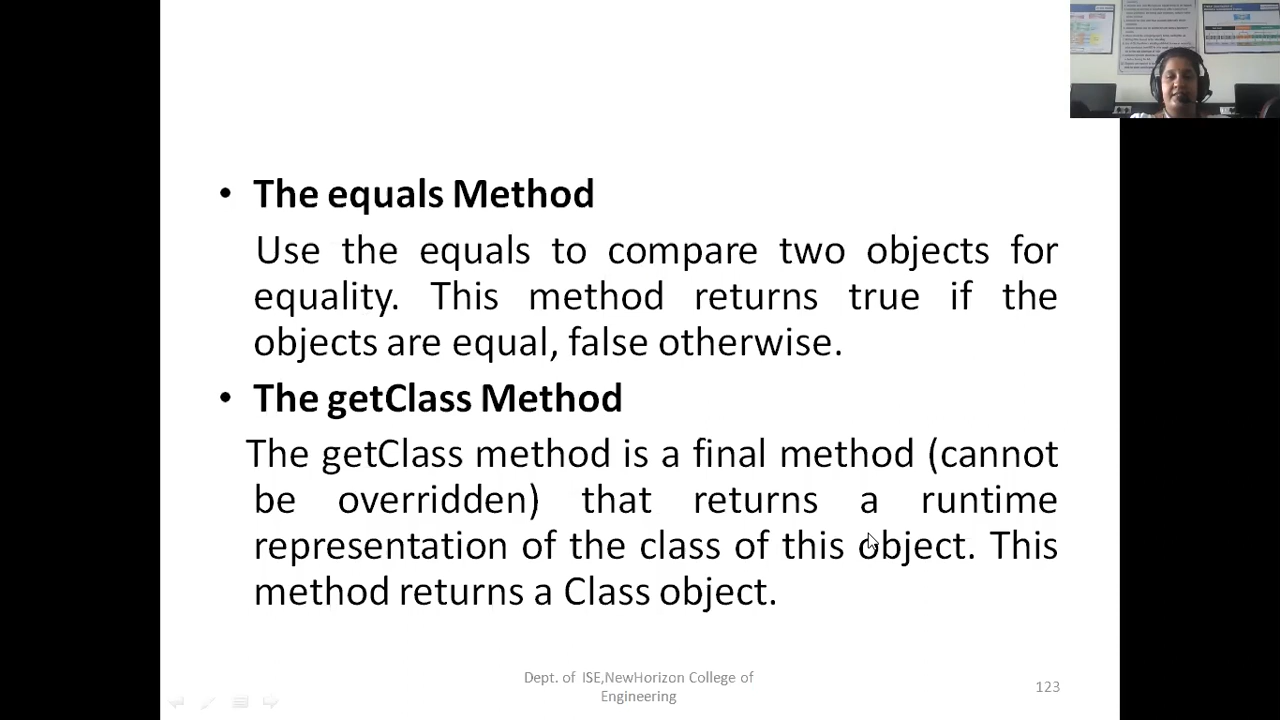 • The equals Method
Use the equals to compare two objects for
equality. This method returns true if the
objects are equal, false otherwise.
• The getClass Method
The getClass method is a final method (cannot
be overridden) that returns a runtime
representation of the class of this object. This
method returns a Class object.
Dept. of ISE,NewHorizon College of
Engineering
123